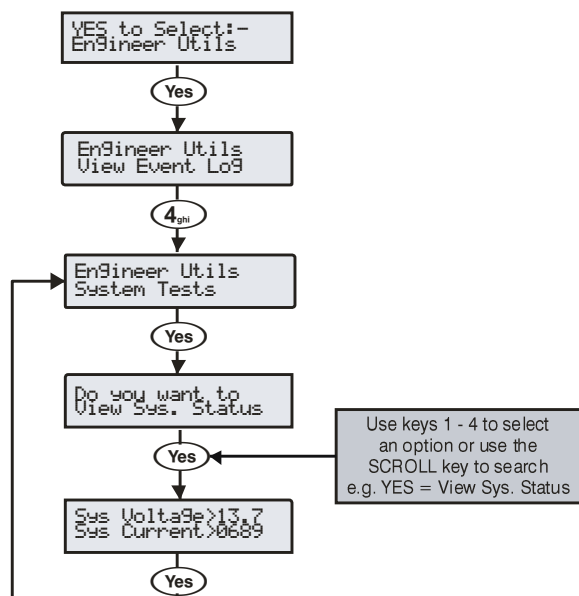 YES to Select:-
Engineer Utils
Yes
Engineer Utils
View Event Log
4ghi
Engineer Utils
System Tests
Yes
Do you want to
View Sys. Status
Yes
Use keys 1 - 4 to select
an option or use the
SCROLL key to search
e.g. YES = View Sys. Status
Sys Voltage>13.7
Sys Current>0689
Yes